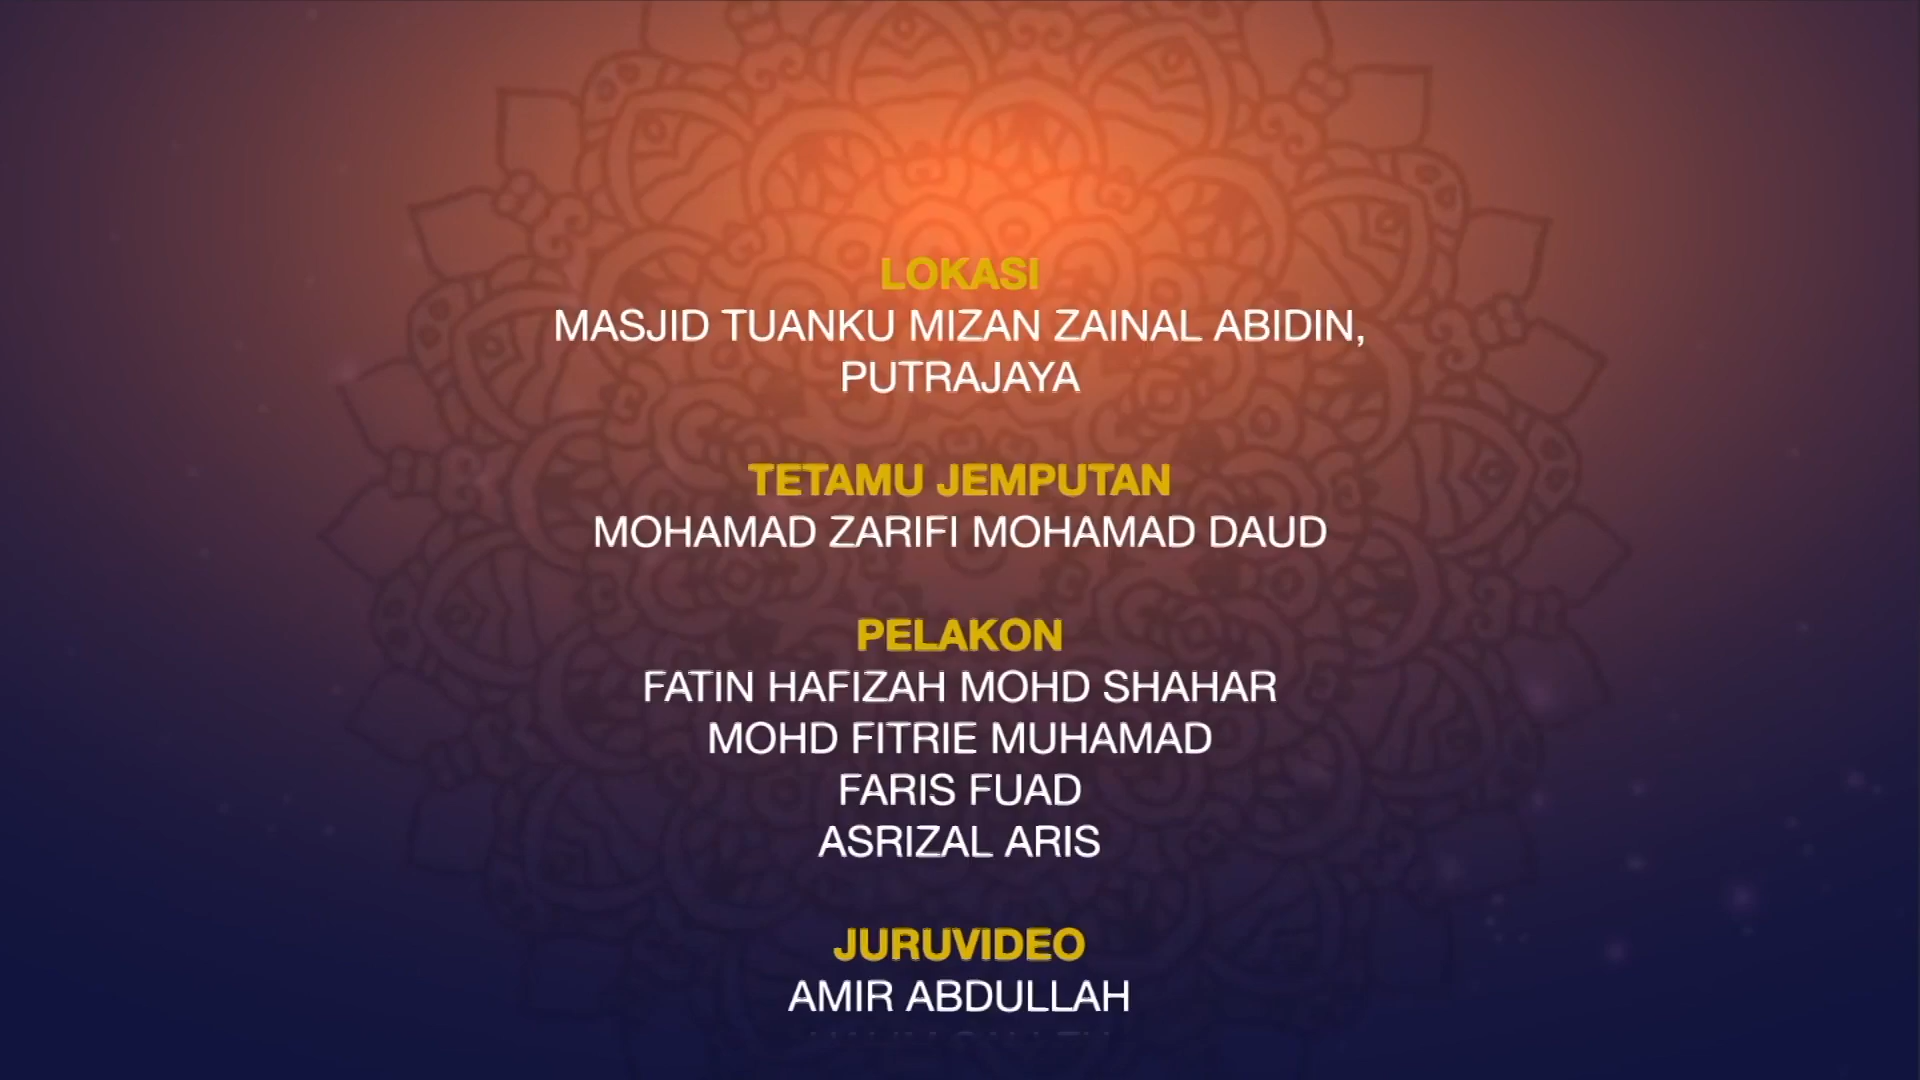 LOKASI
MASJID TUANKU MIZAN ZAINAL ABIDIN,
PUTRAJAYA
TETAMU JEMPUTAN
MOHAMAD ZARIFI MOHAMAD DAUD
PELAKON
FATIN HAFIZAH MOHD SHAHAR
MOHD FITRIE MUHAMAD
FARIS FUAD
ASRIZAL ARIS
JURUVIDEO
AMIR ABDULLAH